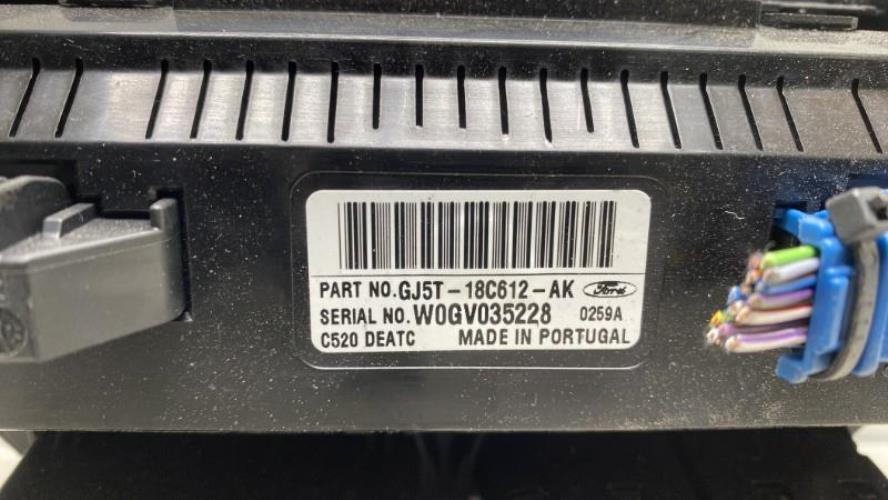 PART NO.GJ5T-18C612-AK Ford
SERIAL NO.W0GV035228 0259A
C520 DEATC MADE IN PORTUGAL